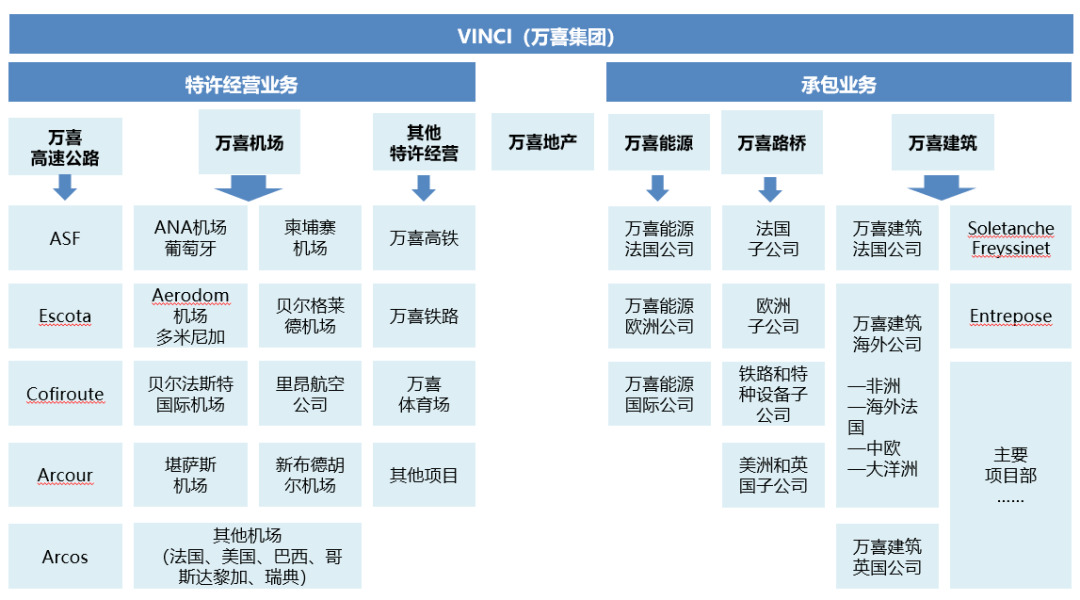 VINCI（万喜集团）
特许经营业务
承包业务
万喜
高速公路
万喜机场
其他
特许经营
万喜地产
万喜能源
万喜路桥
万喜建筑
ASF
ANA机场
葡萄牙
柬埔寨
机场
万喜高铁
万喜能源
法国公司
法国
子公司
万喜建筑
法国公司
Soletanche
Freyssinet
Escota
Aerodom
机场
多米尼加
贝尔格莱
德机场
万喜铁路
万喜能源
欧洲公司
欧洲
子公司
万喜建筑
海外公司
—非洲
—海外法
国
—中欧
—大洋洲
Entrepose
Cofiroute
贝尔法斯特
国际机场
里昂航空
公司
万喜
体育场
万喜能源
国际公司
铁路和特
种设备子
公司
主要
项目部
......
Arcour
堪萨斯
机场
新布德胡
尔机场
其他项目
美洲和英
国子公司
Arcos
其他机场
（法国、美国、巴西、哥
斯达黎加、瑞典）
万喜建筑
英国公司